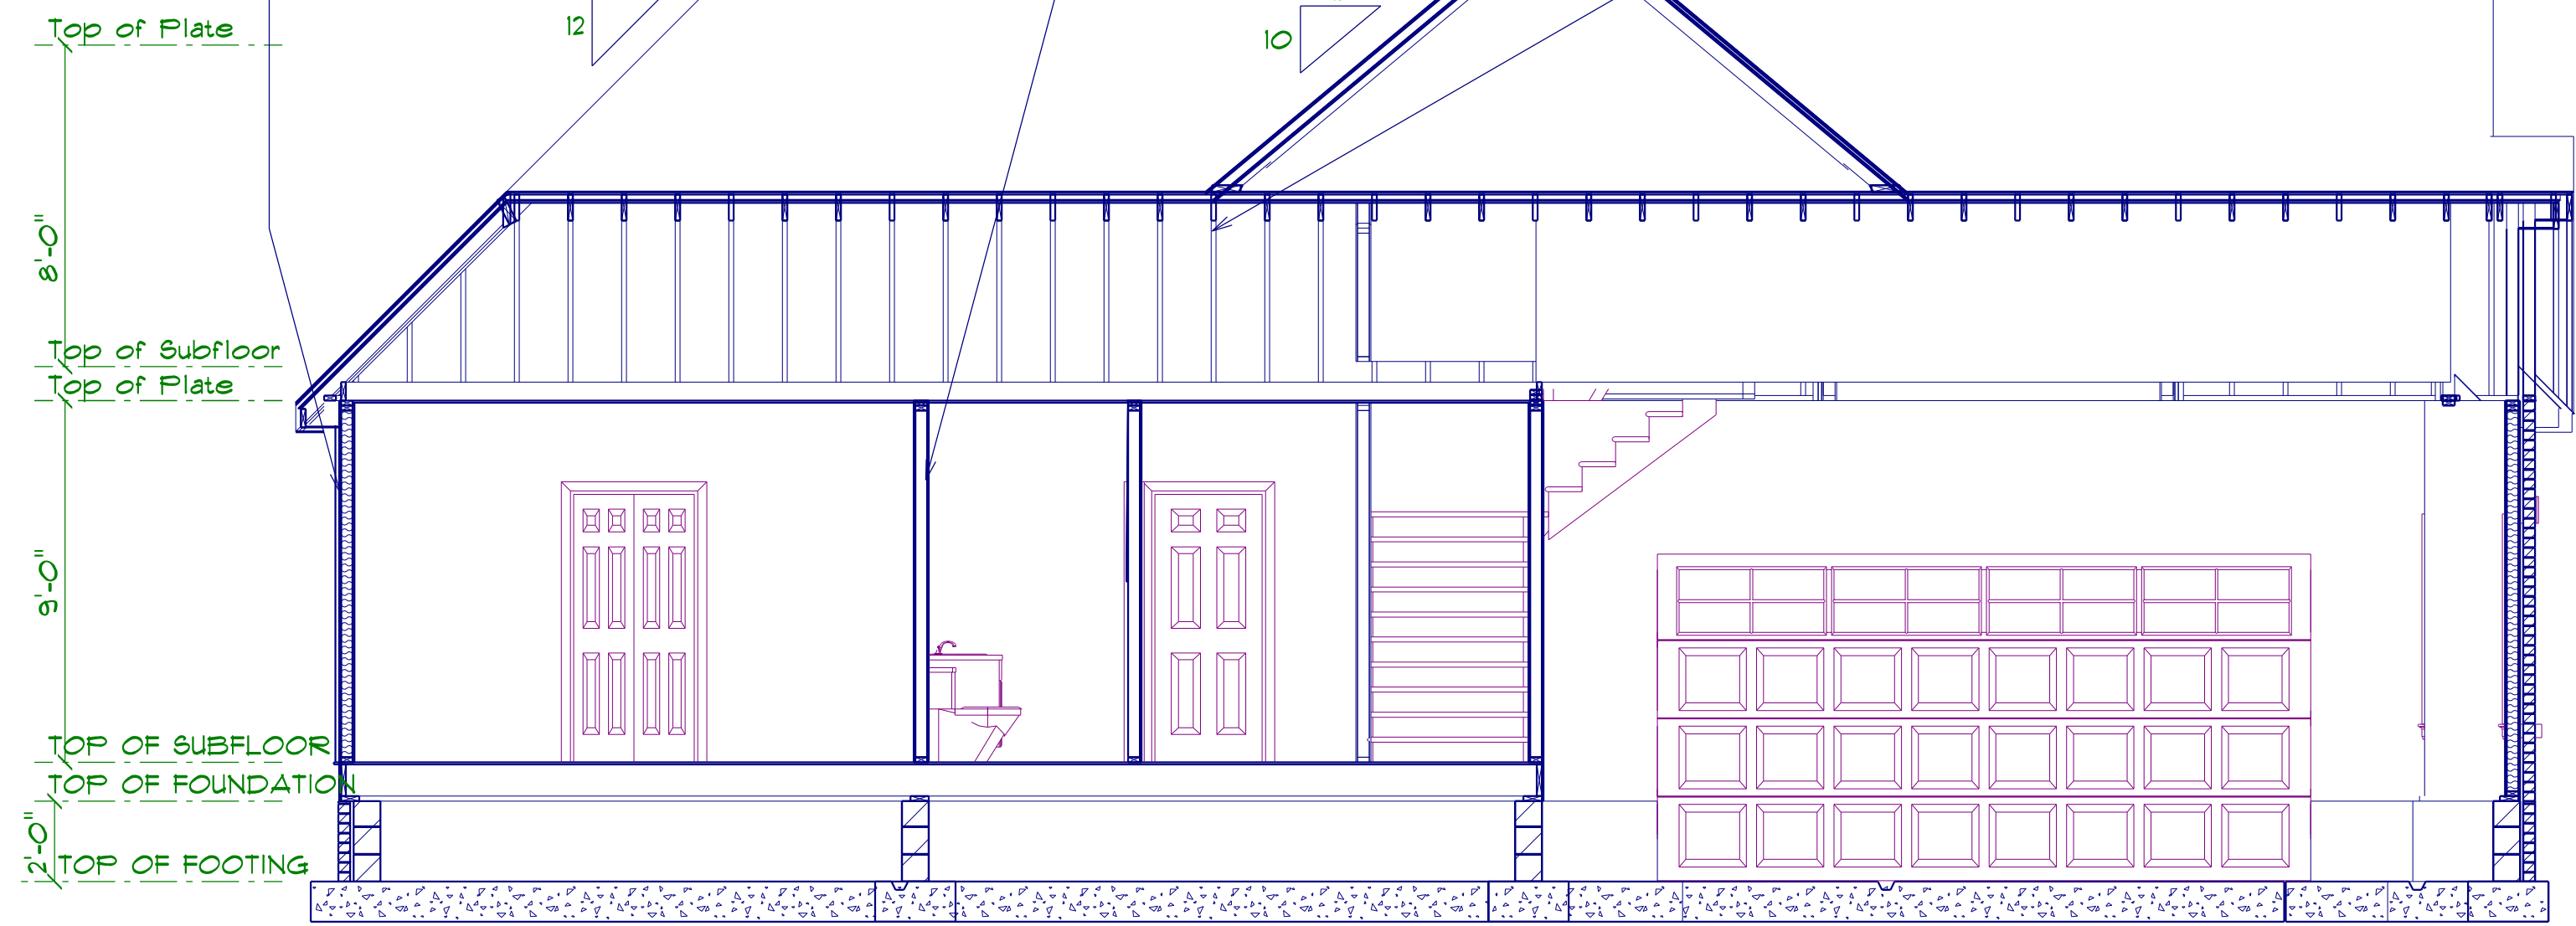 Top of Plate
12
10
8'-0"
Top of Subfloor
Top of Plate
9'-0"
TOP OF SUBFLOOR
TOP OF FOUNDATION
2'-0"
TOP OF FOOTING